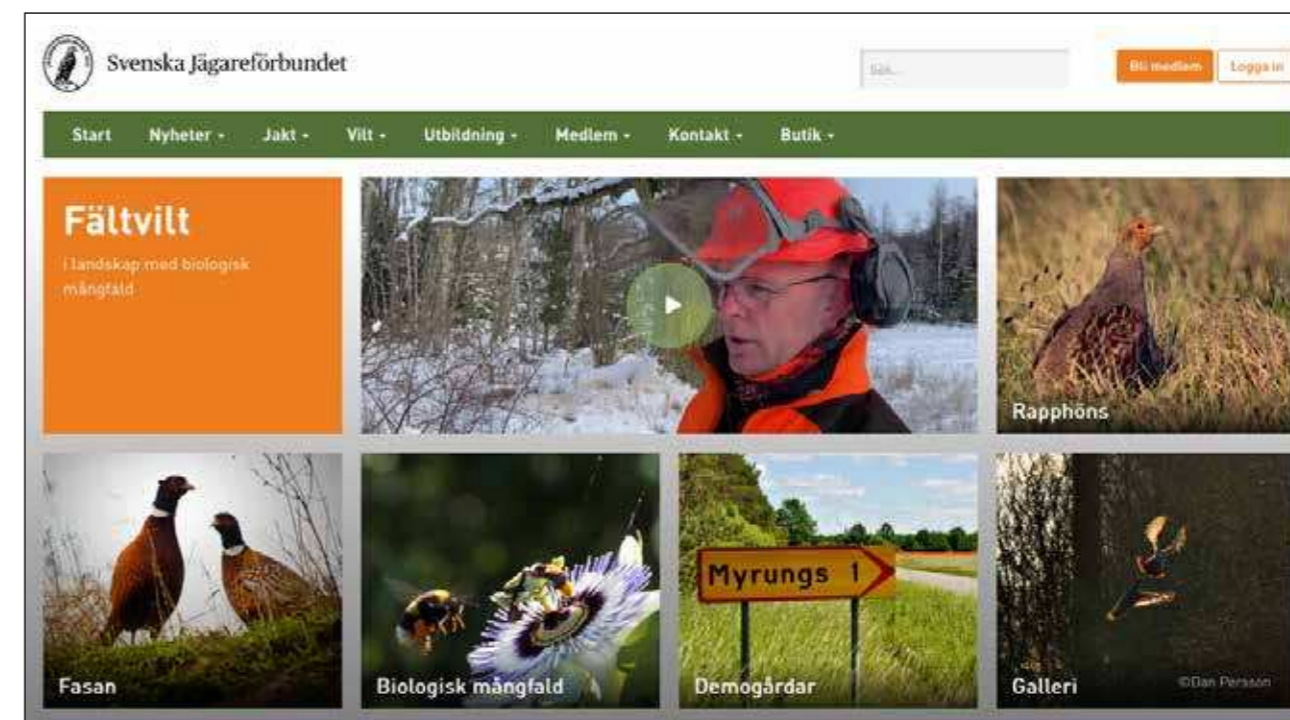 Svenska Jägareförbundet
Sök...
Bli medlem
Logga in
Start
Nyheter
Jakt
Vilt
Utbildning
Medlem
Kontakt
Butik
Fältvilt
i landskap med biologisk
mångfald
Rapphöns
Fasan
Biologisk mångfald
Myrungs 1
Demogårdar
Galleri
©Dan Persson